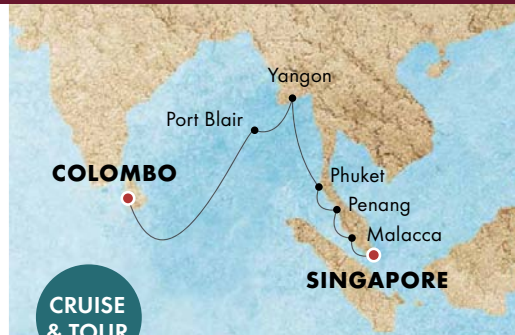 Yangon
Port Blair
COLOMBO
Phuket
Penang
Malacca
SINGAPORE
CRUISE
& TOUR